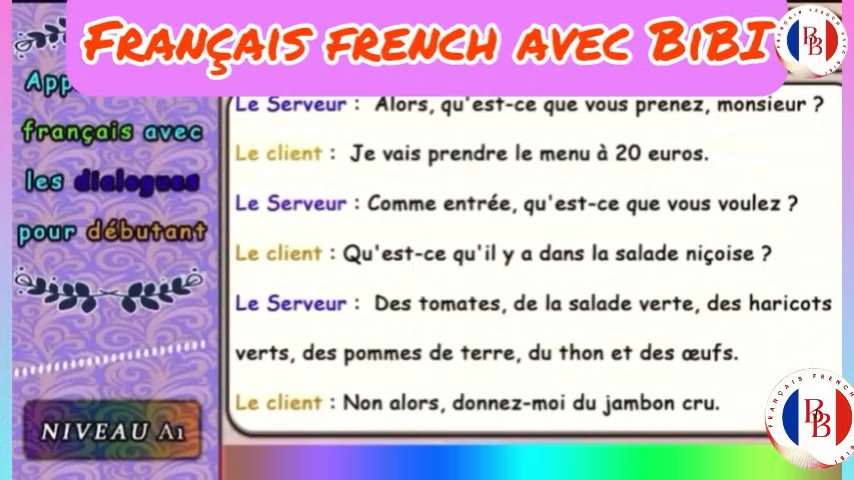 FRANÇAIS FRENCH AVEC BiBI
App
français avec
les dialogues
pour débutant
NIVEAU A1
Le Serveur : Alors, qu'est-ce que vous prenez, monsieur ?
Le client : Je vais prendre le menu à 20 euros.
Le Serveur : Comme entrée, qu'est-ce que vous voulez ?
Le client : Qu'est-ce qu'il y a dans la salade niçoise ?
Le Serveur : Des tomates, de la salade verte, des haricots
verts, des pommes de terre, du thon et des œufs.
Le client : Non alors, donnez-moi du jambon cru.